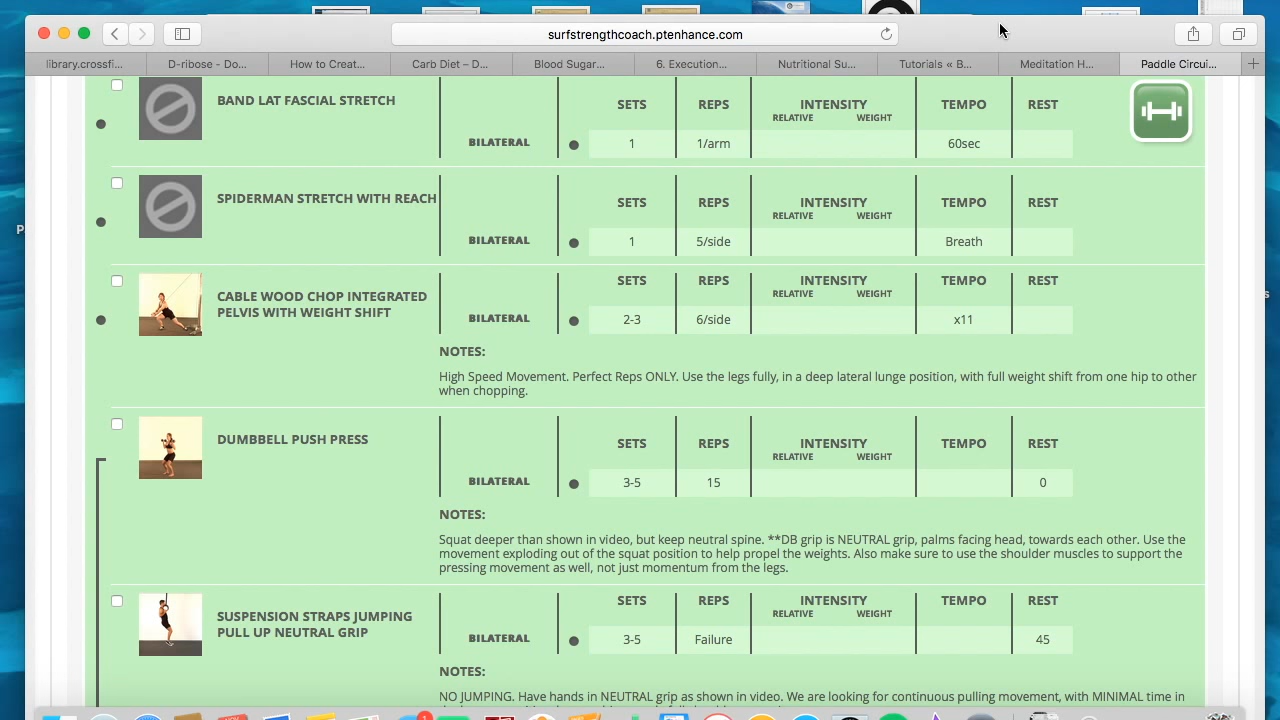 surfstrengthcoach.ptenhance.com
library.crossfi... D-ribose - Do... How to Creat... Carb Diet – D... Blood Sugar... 6. Execution... Nutritional Su... Tutorials « B... Meditation H... Paddle Circui...
BAND LAT FASCIAL STRETCH
SETS REPS INTENSITY TEMPO REST
RELATIVE WEIGHT
BILATERAL 1 1/arm 60sec
SPIDERMAN STRETCH WITH REACH
SETS REPS INTENSITY TEMPO REST
RELATIVE WEIGHT
BILATERAL 1 5/side Breath
SETS REPS INTENSITY TEMPO REST
RELATIVE WEIGHT
CABLE WOOD CHOP INTEGRATED
PELVIS WITH WEIGHT SHIFT
BILATERAL 2-3 6/side x11
NOTES:
High Speed Movement. Perfect Reps ONLY. Use the legs fully, in a deep lateral lunge position, with full weight shift from one hip to other
when chopping.
DUMBBELL PUSH PRESS
SETS REPS INTENSITY TEMPO REST
RELATIVE WEIGHT
BILATERAL 3-5 15 0
NOTES:
Squat deeper than shown in video, but keep neutral spine. **DB grip is NEUTRAL grip, palms facing head, towards each other. Use the
movement exploding out of the squat position to help propel the weights. Also make sure to use the shoulder muscles to support the
pressing movement as well, not just momentum from the legs.
SETS REPS INTENSITY TEMPO REST
RELATIVE WEIGHT
SUSPENSION STRAPS JUMPING
PULL UP NEUTRAL GRIP
BILATERAL 3-5 Failure 45
NOTES:
NO JUMPING. Have hands in NEUTRAL grip as shown in video. We are looking for continuous pulling movement, with MINIMAL time in